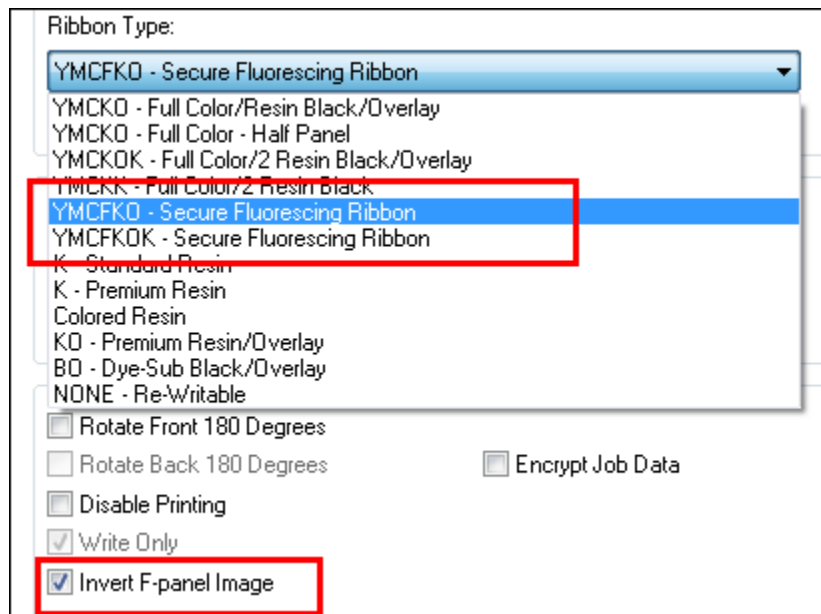 Ribbon Type:
YMCFKO - Secure Fluorescing Ribbon
YMCKO - Full Color/Resin Black/Overlay
YMCKO - Full Color - Half Panel
YMCKOK - Full Color/2 Resin Black/Overlay
YMCKK - Full Color/2 Resin Black
YMCFKO - Secure Fluorescing Ribbon
YMCFKOK - Secure Fluorescing Ribbon
K - Standard Resin
K - Premium Resin
Colored Resin
KO - Premium Resin/Overlay
BO - Dye-Sub Black/Overlay
NONE - Re-Writable
Rotate Front 180 Degrees
Rotate Back 180 Degrees Encrypt Job Data
Disable Printing
Write Only
Invert F-panel Image